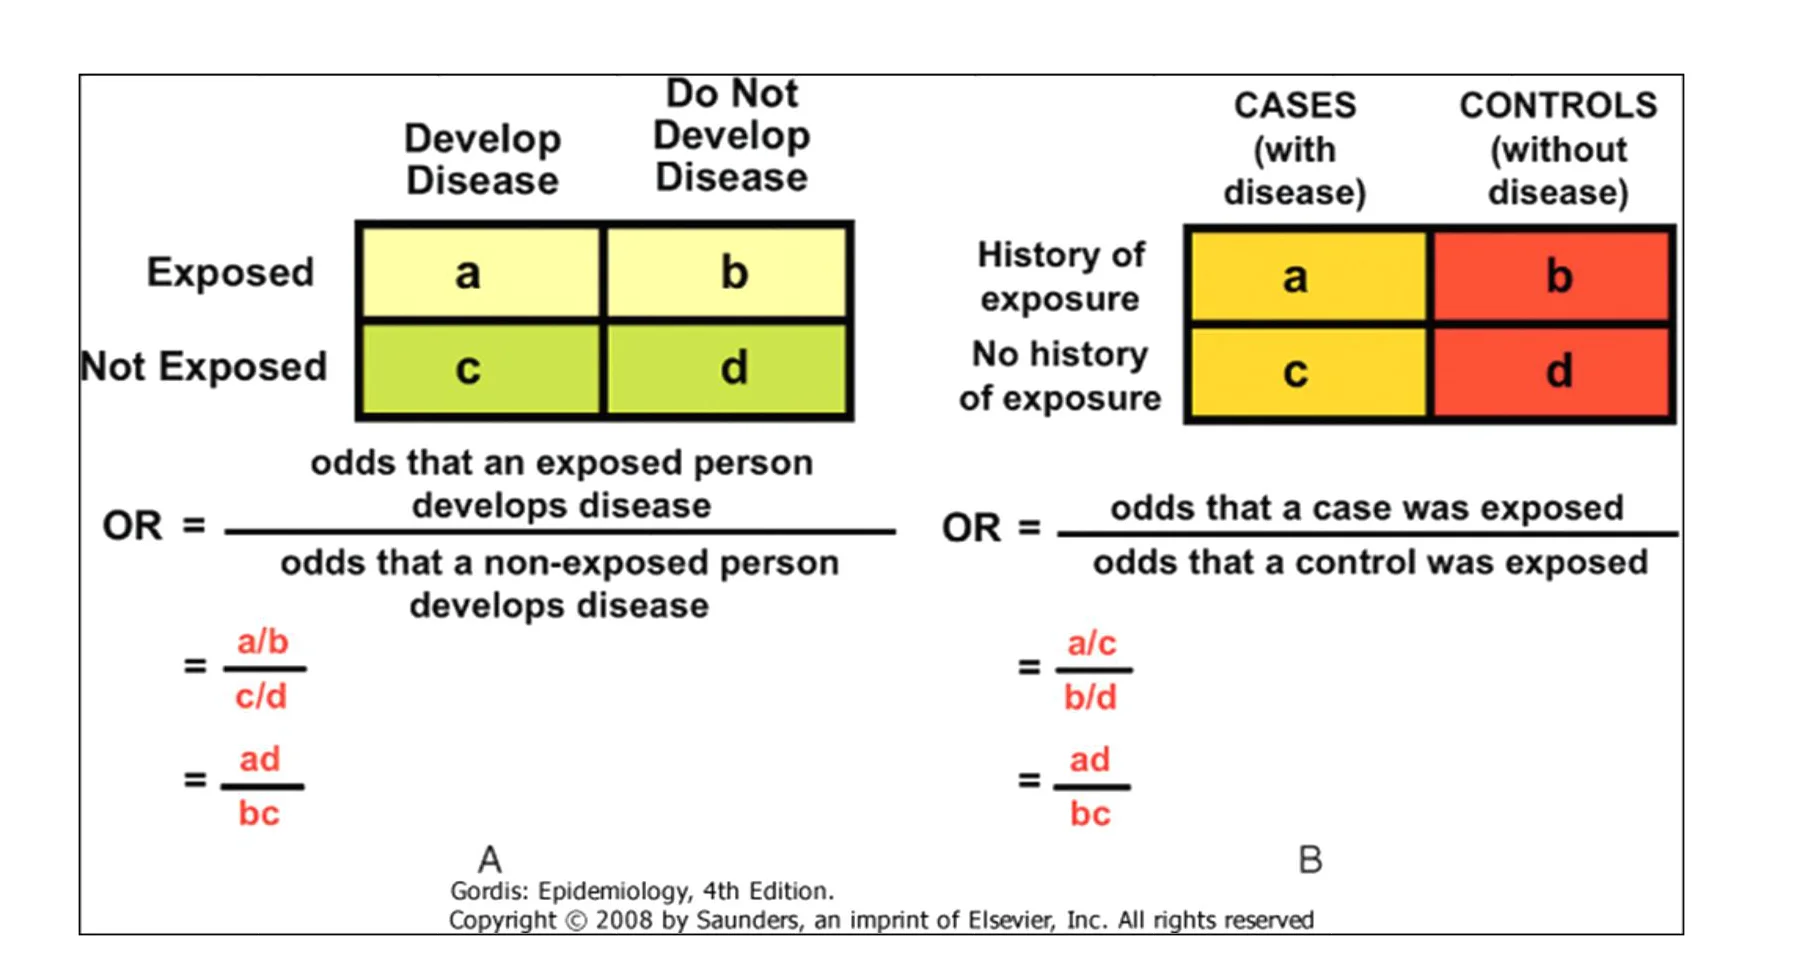 Develop
Disease
Do Not
Develop
Disease
Exposed
a
b
Not Exposed
c
d
odds that an exposed person
develops disease
OR =
odds that a non-exposed person
develops disease
= a/b
c/d
= ad
bc
A
CASES
(with
disease)
CONTROLS
(without
disease)
History of
exposure
a
b
No history
of exposure
c
d
odds that a case was exposed
OR =
odds that a control was exposed
= a/c
b/d
= ad
bc
B
Gordis: Epidemiology, 4th Edition.
Copyright © 2008 by Saunders, an imprint of Elsevier, Inc. All rights reserved